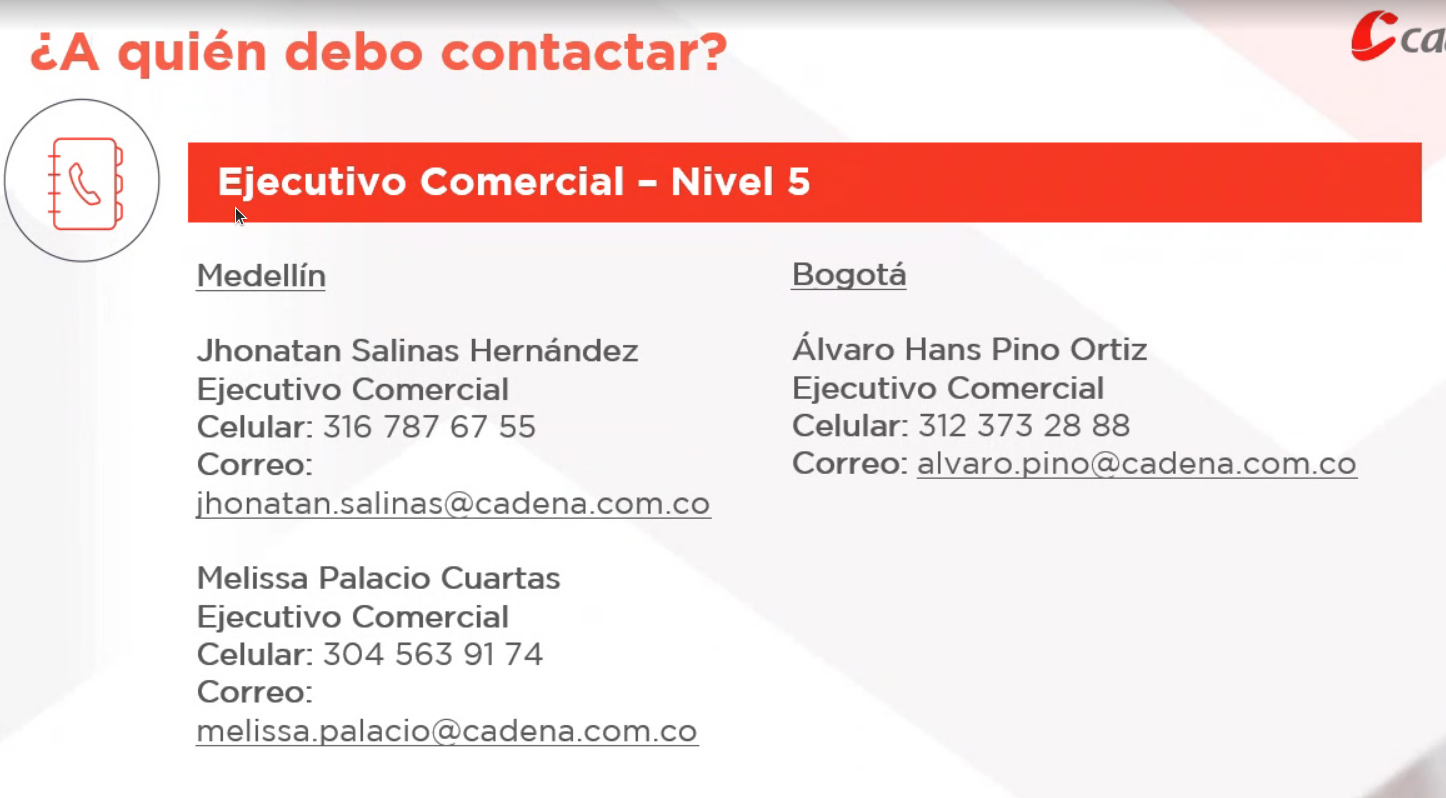 ¿A quién debo contactar?
Ejecutivo Comercial – Nivel 5
Medellín
Jhonatan Salinas Hernández
Ejecutivo Comercial
Celular: 316 787 67 55
Correo:
jhonatan.salinas@cadena.com.co
Melissa Palacio Cuartas
Ejecutivo Comercial
Celular: 304 563 91 74
Correo:
melissa.palacio@cadena.com.co
Bogotá
Álvaro Hans Pino Ortiz
Ejecutivo Comercial
Celular: 312 373 28 88
Correo: alvaro.pino@cadena.com.co